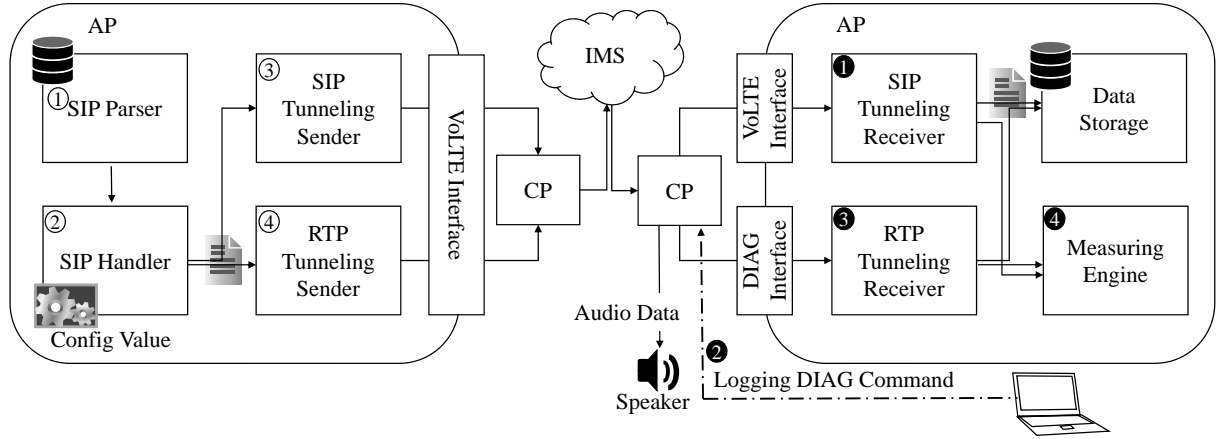 AP
①
SIP Parser
②
SIP Handler
Config Value
③
SIP
Tunneling
Sender
④
RTP
Tunneling
Sender
VoLTE Interface
CP
IMS
CP
Audio Data
Speaker
❷
Logging DIAG Command
AP
VoLTE
Interface
DIAG
Interface
❶
SIP
Tunneling
Receiver
❸
RTP
Tunneling
Receiver
Data
Storage
❹
Measuring
Engine